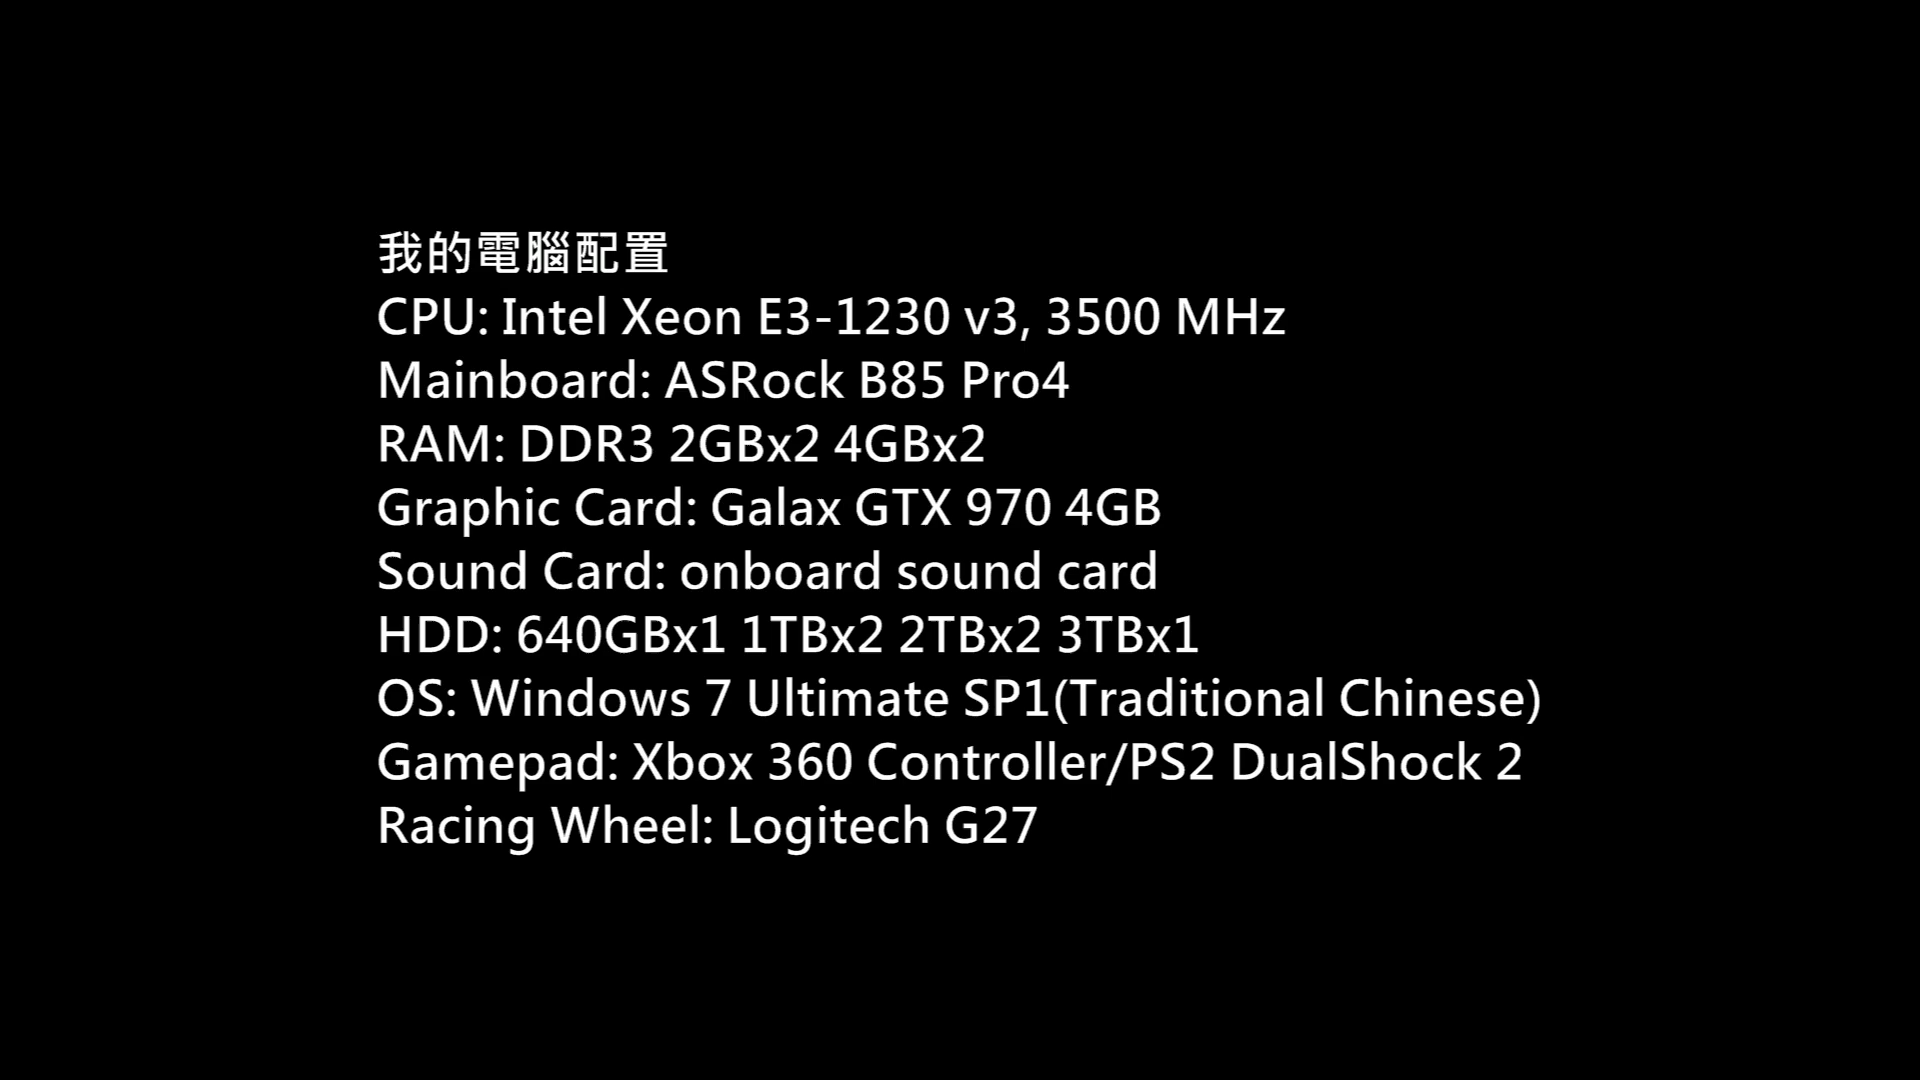 我的電腦配置
CPU: Intel Xeon E3-1230 v3, 3500 MHz
Mainboard: ASRock B85 Pro4
RAM: DDR3 2GBx2 4GBx2
Graphic Card: Galax GTX 970 4GB
Sound Card: onboard sound card
HDD: 640GBx1 1TBx2 2TBx2 3TBx1
OS: Windows 7 Ultimate SP1(Traditional Chinese)
Gamepad: Xbox 360 Controller/PS2 DualShock 2
Racing Wheel: Logitech G27